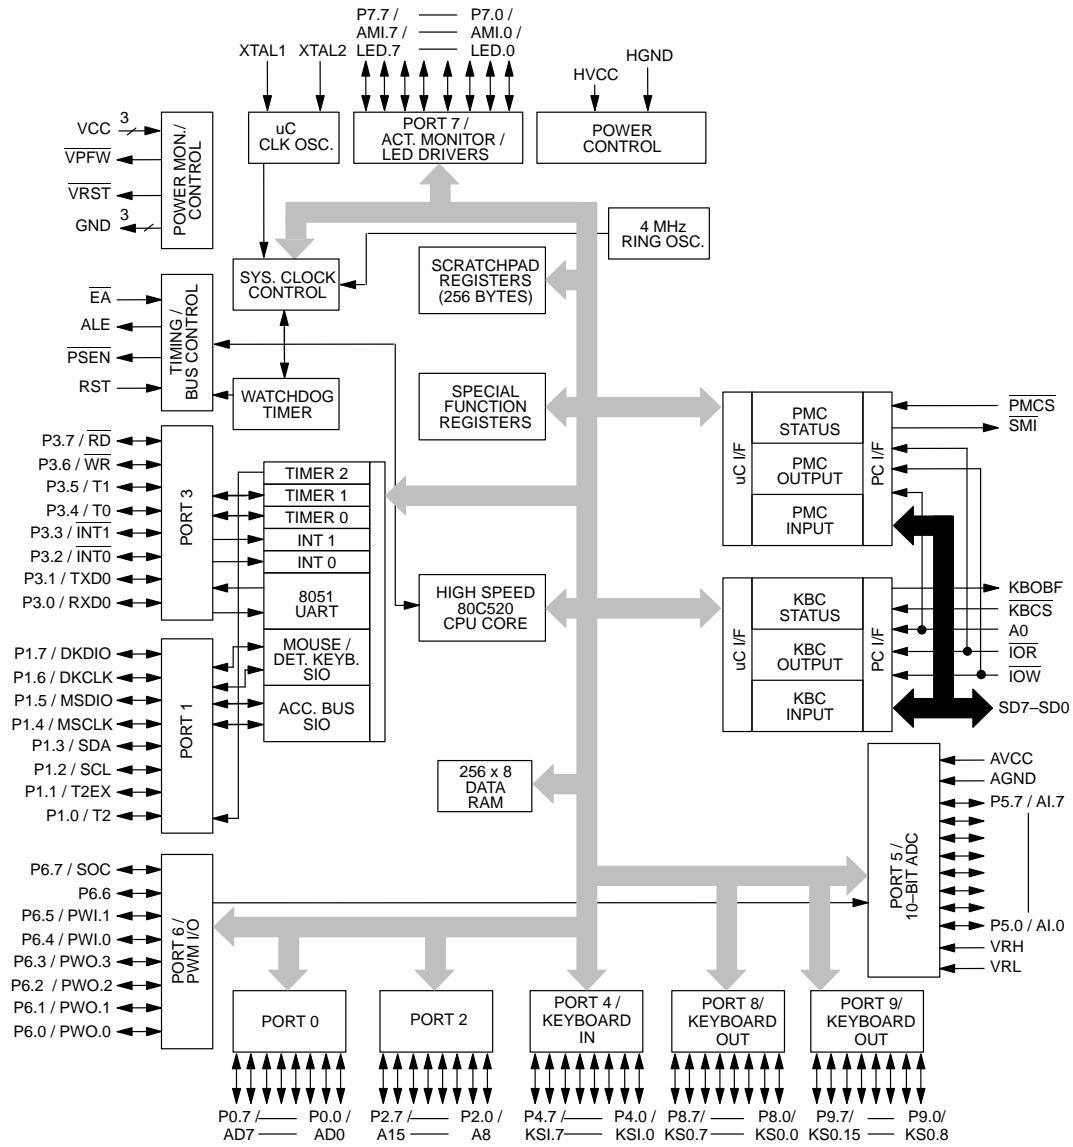 P7.7 / P7.0 /
AMI.7 / AMI.0 /
LED.7 LED.0
XTAL1 XTAL2
HVCC HGND
uC
CLK OSC.
PORT 7 /
ACT. MONITOR /
LED DRIVERS
POWER
CONTROL
VCC 3
VPFW
VRST
GND 3
POWER MON./
CONTROL
4 MHz
RING OSC.
SYS. CLOCK
CONTROL
SCRATCHPAD
REGISTERS
(256 BYTES)
EA
ALE
PSEN
RST
TIMING /
BUS CONTROL
WATCHDOG
TIMER
SPECIAL
FUNCTION
REGISTERS
uC I/F
PMC
STATUS
PMC
OUTPUT
PMC
INPUT
PC I/F
PMCS
SMI
P3.7 / RD
P3.6 / WR
P3.5 / T1
P3.4 / T0
P3.3 / INT1
P3.2 / INT0
P3.1 / TXD0
P3.0 / RXD0
PORT 3
TIMER 2
TIMER 1
TIMER 0
INT 1
INT 0
8051
UART
MOUSE /
DET. KEYB.
SIO
ACC. BUS
SIO
HIGH SPEED
80C520
CPU CORE
uC I/F
KBC
STATUS
KBC
OUTPUT
KBC
INPUT
PC I/F
KBOBF
KBCS
A0
IOR
IOW
SD7–SD0
P1.7 / DKDIO
P1.6 / DKCLK
P1.5 / MSDIO
P1.4 / MSCLK
P1.3 / SDA
P1.2 / SCL
P1.1 / T2EX
P1.0 / T2
PORT 1
256 x 8
DATA
RAM
PORT 5 /
10–BIT ADC
AVCC
AGND
P5.7 / AI.7
P5.0 / AI.0
VRH
VRL
P6.7 / SOC
P6.6
P6.5 / PWI.1
P6.4 / PWI.0
P6.3 / PWO.3
P6.2 / PWO.2
P6.1 / PWO.1
P6.0 / PWO.0
PORT 6 /
PWM I/O
PORT 0
PORT 2
PORT 4 /
KEYBOARD
IN
PORT 8/
KEYBOARD
OUT
PORT 9/
KEYBOARD
OUT
P0.7 / P0.0 /
AD7 AD0
P2.7 / P2.0 /
A15 A8
P4.7 / P4.0 /
KSI.7 KSI.0
P8.7/ P8.0/
KS0.7 KS0.0
P9.7/ P9.0/
KS0.15 KS0.8